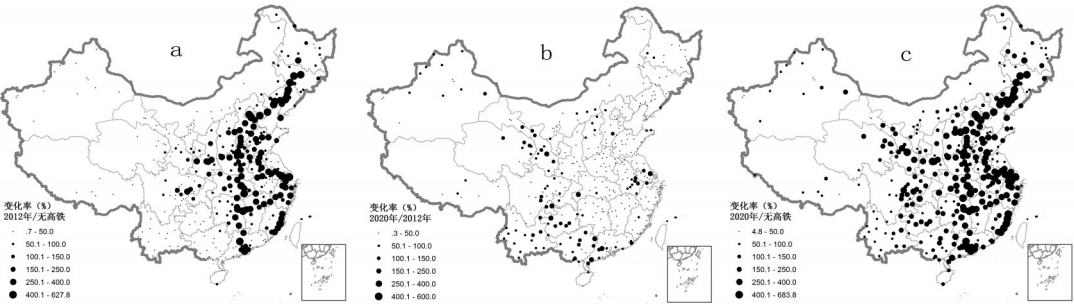 a
变化率（%）
2012年/无高铁
.7 - 50.0
50.1 - 100.0
100.1 - 150.0
150.1 - 250.0
250.1 - 400.0
400.1 - 627.8
b
变化率（%）
2020年/2012年
.3 - 50.0
50.1 - 100.0
100.1 - 150.0
150.1 - 250.0
250.1 - 400.0
400.1 - 600.0
c
变化率（%）
2020年/无高铁
4.8 - 50.0
50.1 - 100.0
100.1 - 150.0
150.1 - 250.0
250.1 - 400.0
400.1 - 683.8